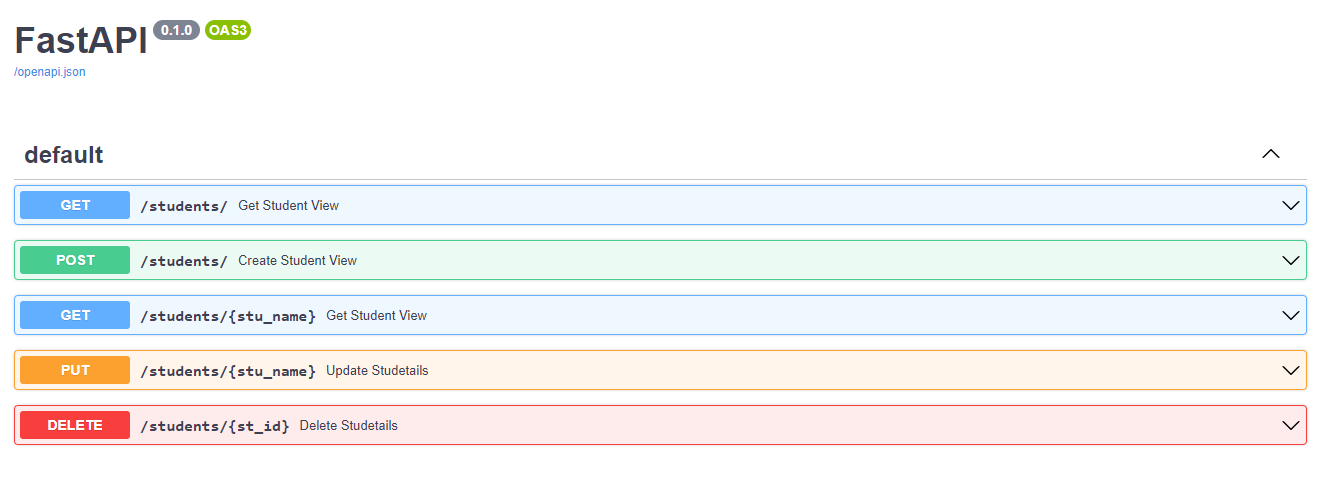 FastAPI 0.1.0 OAS3
/openapi.json
default
GET /students/ Get Student View
POST /students/ Create Student View
GET /students/{stu_name} Get Student View
PUT /students/{stu_name} Update Studetails
DELETE /students/{st_id} Delete Studetails